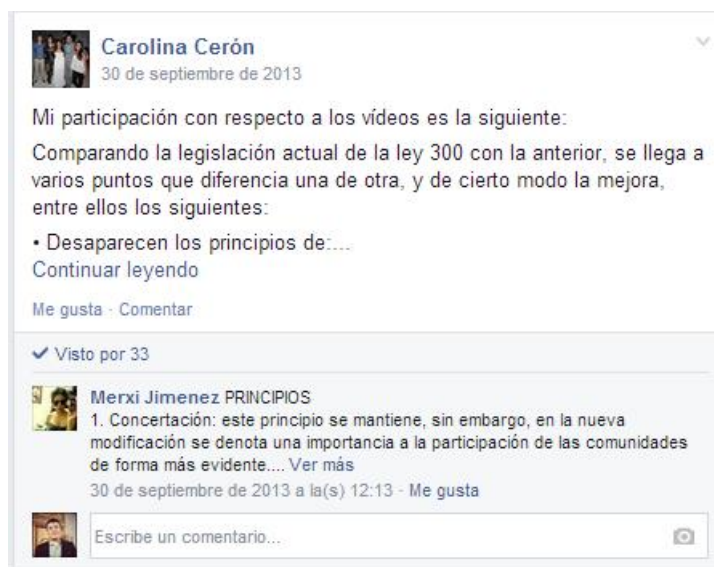 Carolina Cerón
30 de septiembre de 2013
Mi participación con respecto a los vídeos es la siguiente:
Comparando la legislación actual de la ley 300 con la anterior, se llega a
varios puntos que diferencia una de otra, y de cierto modo la mejora,
entre ellos los siguientes:
• Desaparecen los principios de:...
Continuar leyendo
Me gusta · Comentar
Visto por 33
Merxi Jimenez PRINCIPIOS
1. Concertación: este principio se mantiene, sin embargo, en la nueva
modificación se denota una importancia a la participación de las comunidades
de forma más evidente.... Ver más
30 de septiembre de 2013 a la(s) 12:13 · Me gusta
Escribe un comentario...